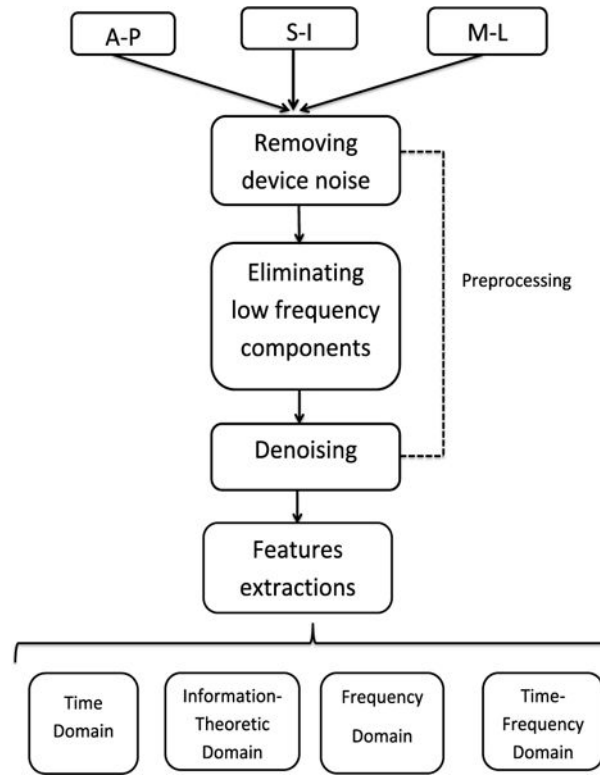 A-P
S-I
M-L
Removing
device noise
Eliminating
low frequency
components
Preprocessing
Denoising
Features
extractions
Time
Domain
Information-
Theoretic
Domain
Frequency
Domain
Time-
Frequency
Domain